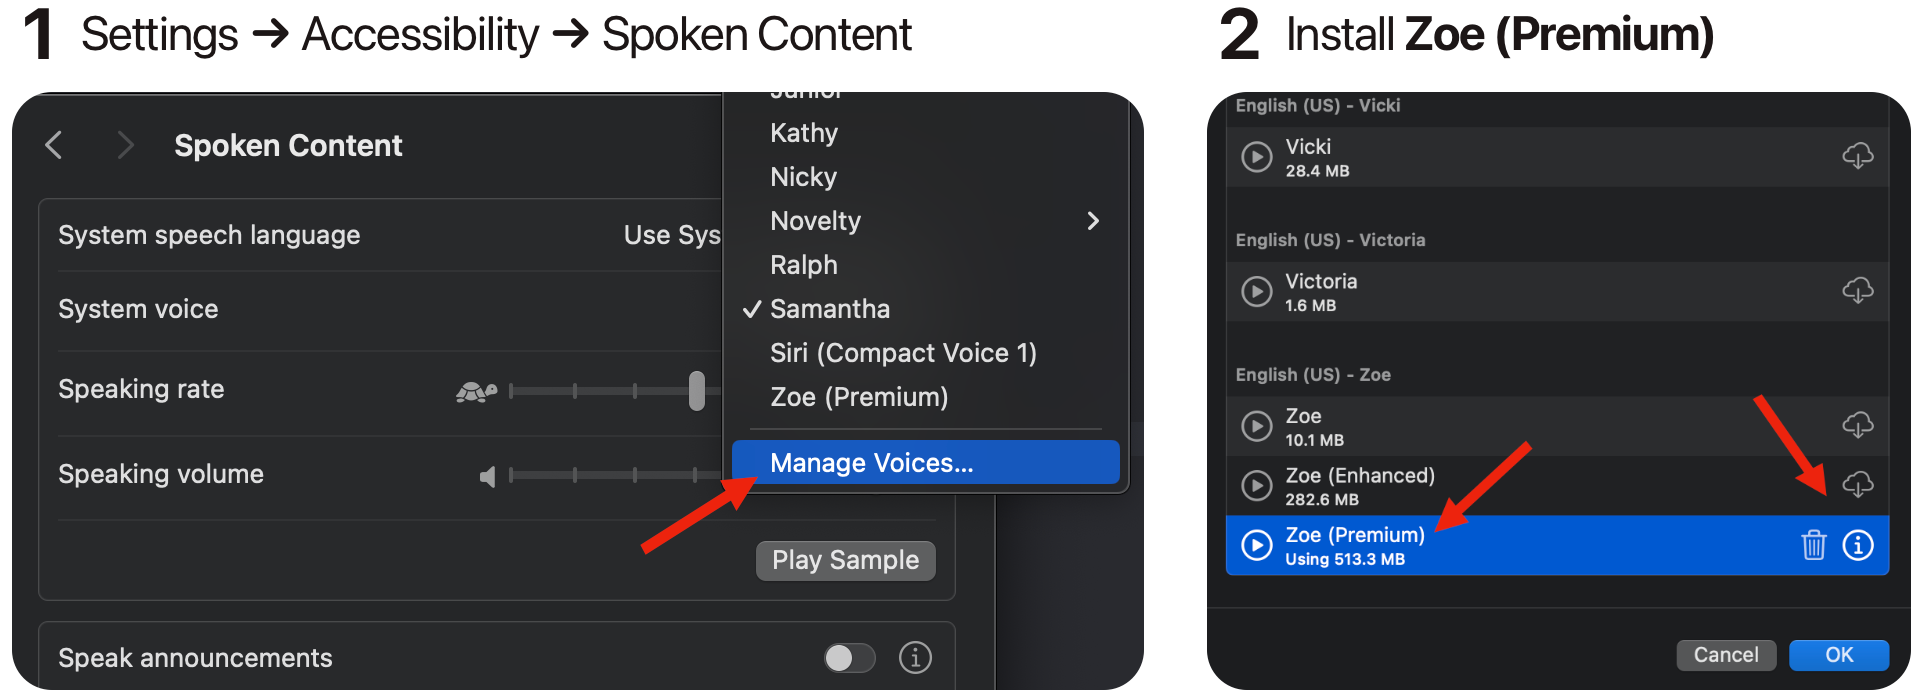 1 Settings → Accessibility → Spoken Content
Spoken Content
System speech language Use Sys
System voice
Speaking rate
Speaking volume
Play Sample
Speak announcements
Junior
Kathy
Nicky
Novelty
Ralph
✓ Samantha
Siri (Compact Voice 1)
Zoe (Premium)
Manage Voices...
2 Install Zoe (Premium)
English (US) - Vicki
Vicki
28.4 MB
English (US) - Victoria
Victoria
1.6 MB
English (US) - Zoe
Zoe
10.1 MB
Zoe (Enhanced)
282.6 MB
Zoe (Premium)
Using 513.3 MB
Cancel OK